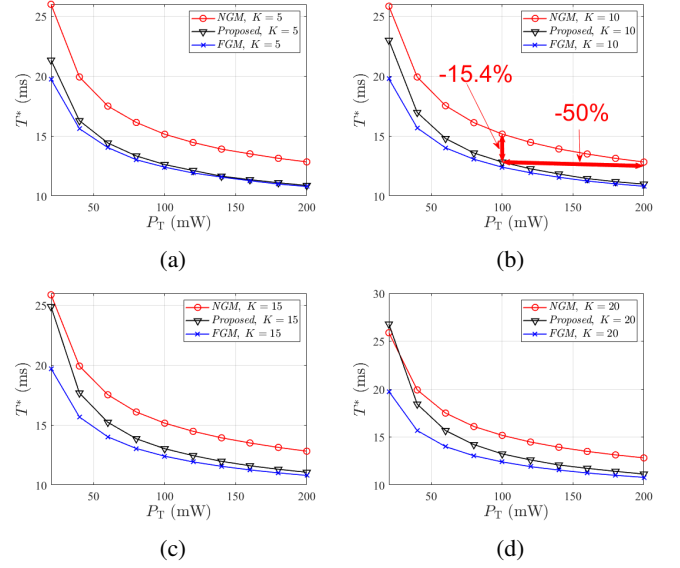 NGM, K = 5
Proposed, K = 5
FGM, K = 5
25
20
15
10
T* (ms)
50 100 150 200
P_T (mW)
(a)
NGM, K = 10
Proposed, K = 10
FGM, K = 10
-15.4%
-50%
25
20
15
10
T* (ms)
50 100 150 200
P_T (mW)
(b)
NGM, K = 15
Proposed, K = 15
FGM, K = 15
25
20
15
10
T* (ms)
50 100 150 200
P_T (mW)
(c)
NGM, K = 20
Proposed, K = 20
FGM, K = 20
30
25
20
15
10
T* (ms)
50 100 150 200
P_T (mW)
(d)